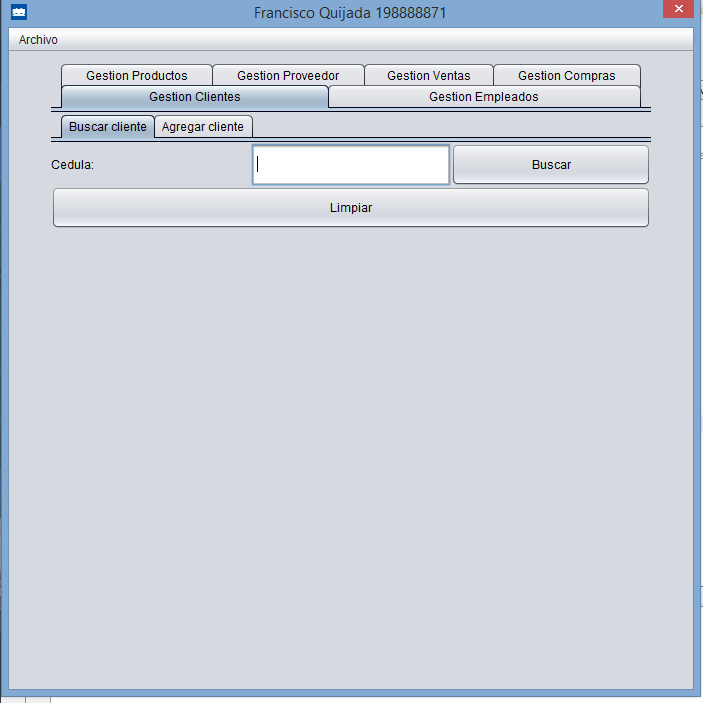 Francisco Quijada 198888871
Archivo
Gestion Productos Gestion Proveedor Gestion Ventas Gestion Compras
Gestion Clientes Gestion Empleados
Buscar cliente Agregar cliente
Cedula: Buscar
Limpiar